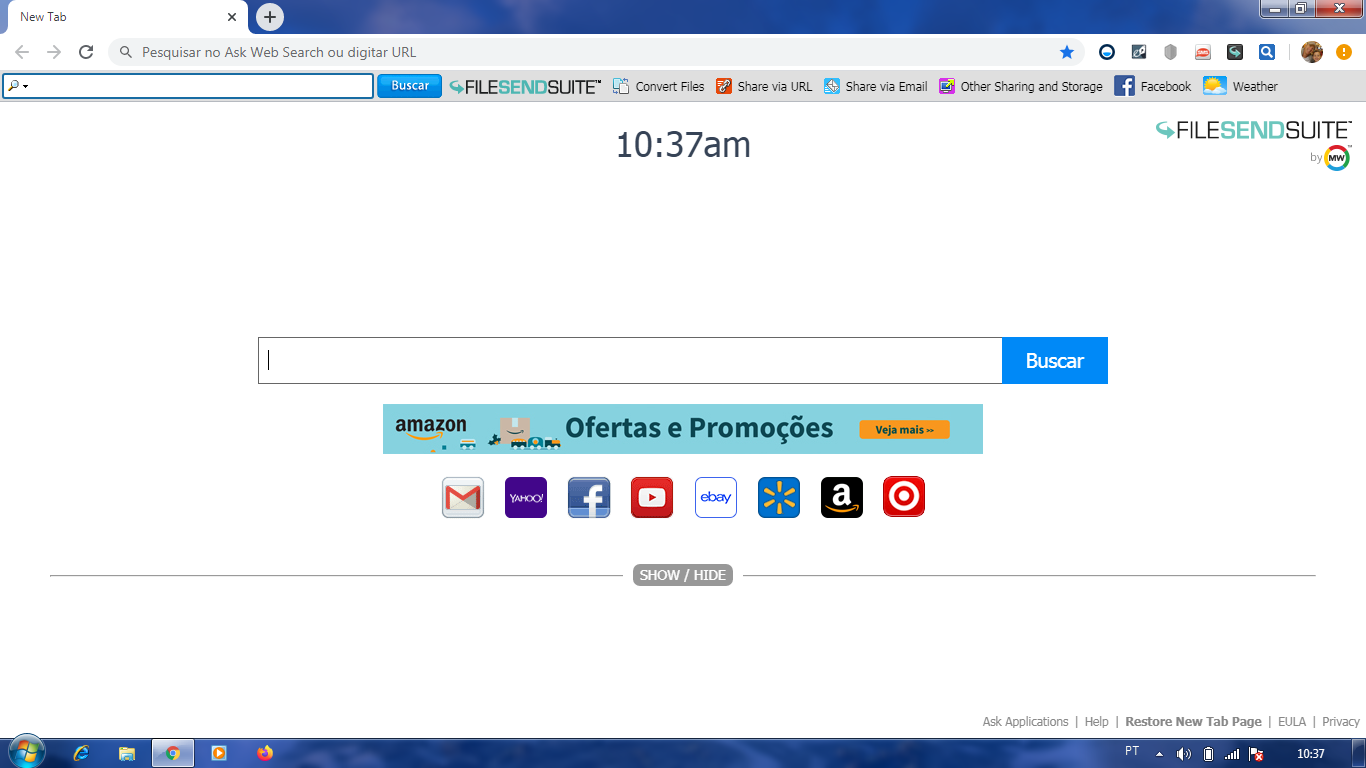 New Tab
Pesquisar no Ask Web Search ou digitar URL
Buscar
FILESENDSUITE™
Convert Files
Share via URL
Share via Email
Other Sharing and Storage
Facebook
Weather
10:37am
FILESENDSUITE™
by MW
Buscar
amazon
Ofertas e Promoções
Veja mais >>
YAHOO!
ebay
SHOW / HIDE
Ask Applications | Help | Restore New Tab Page | EULA | Privacy
PT
10:37